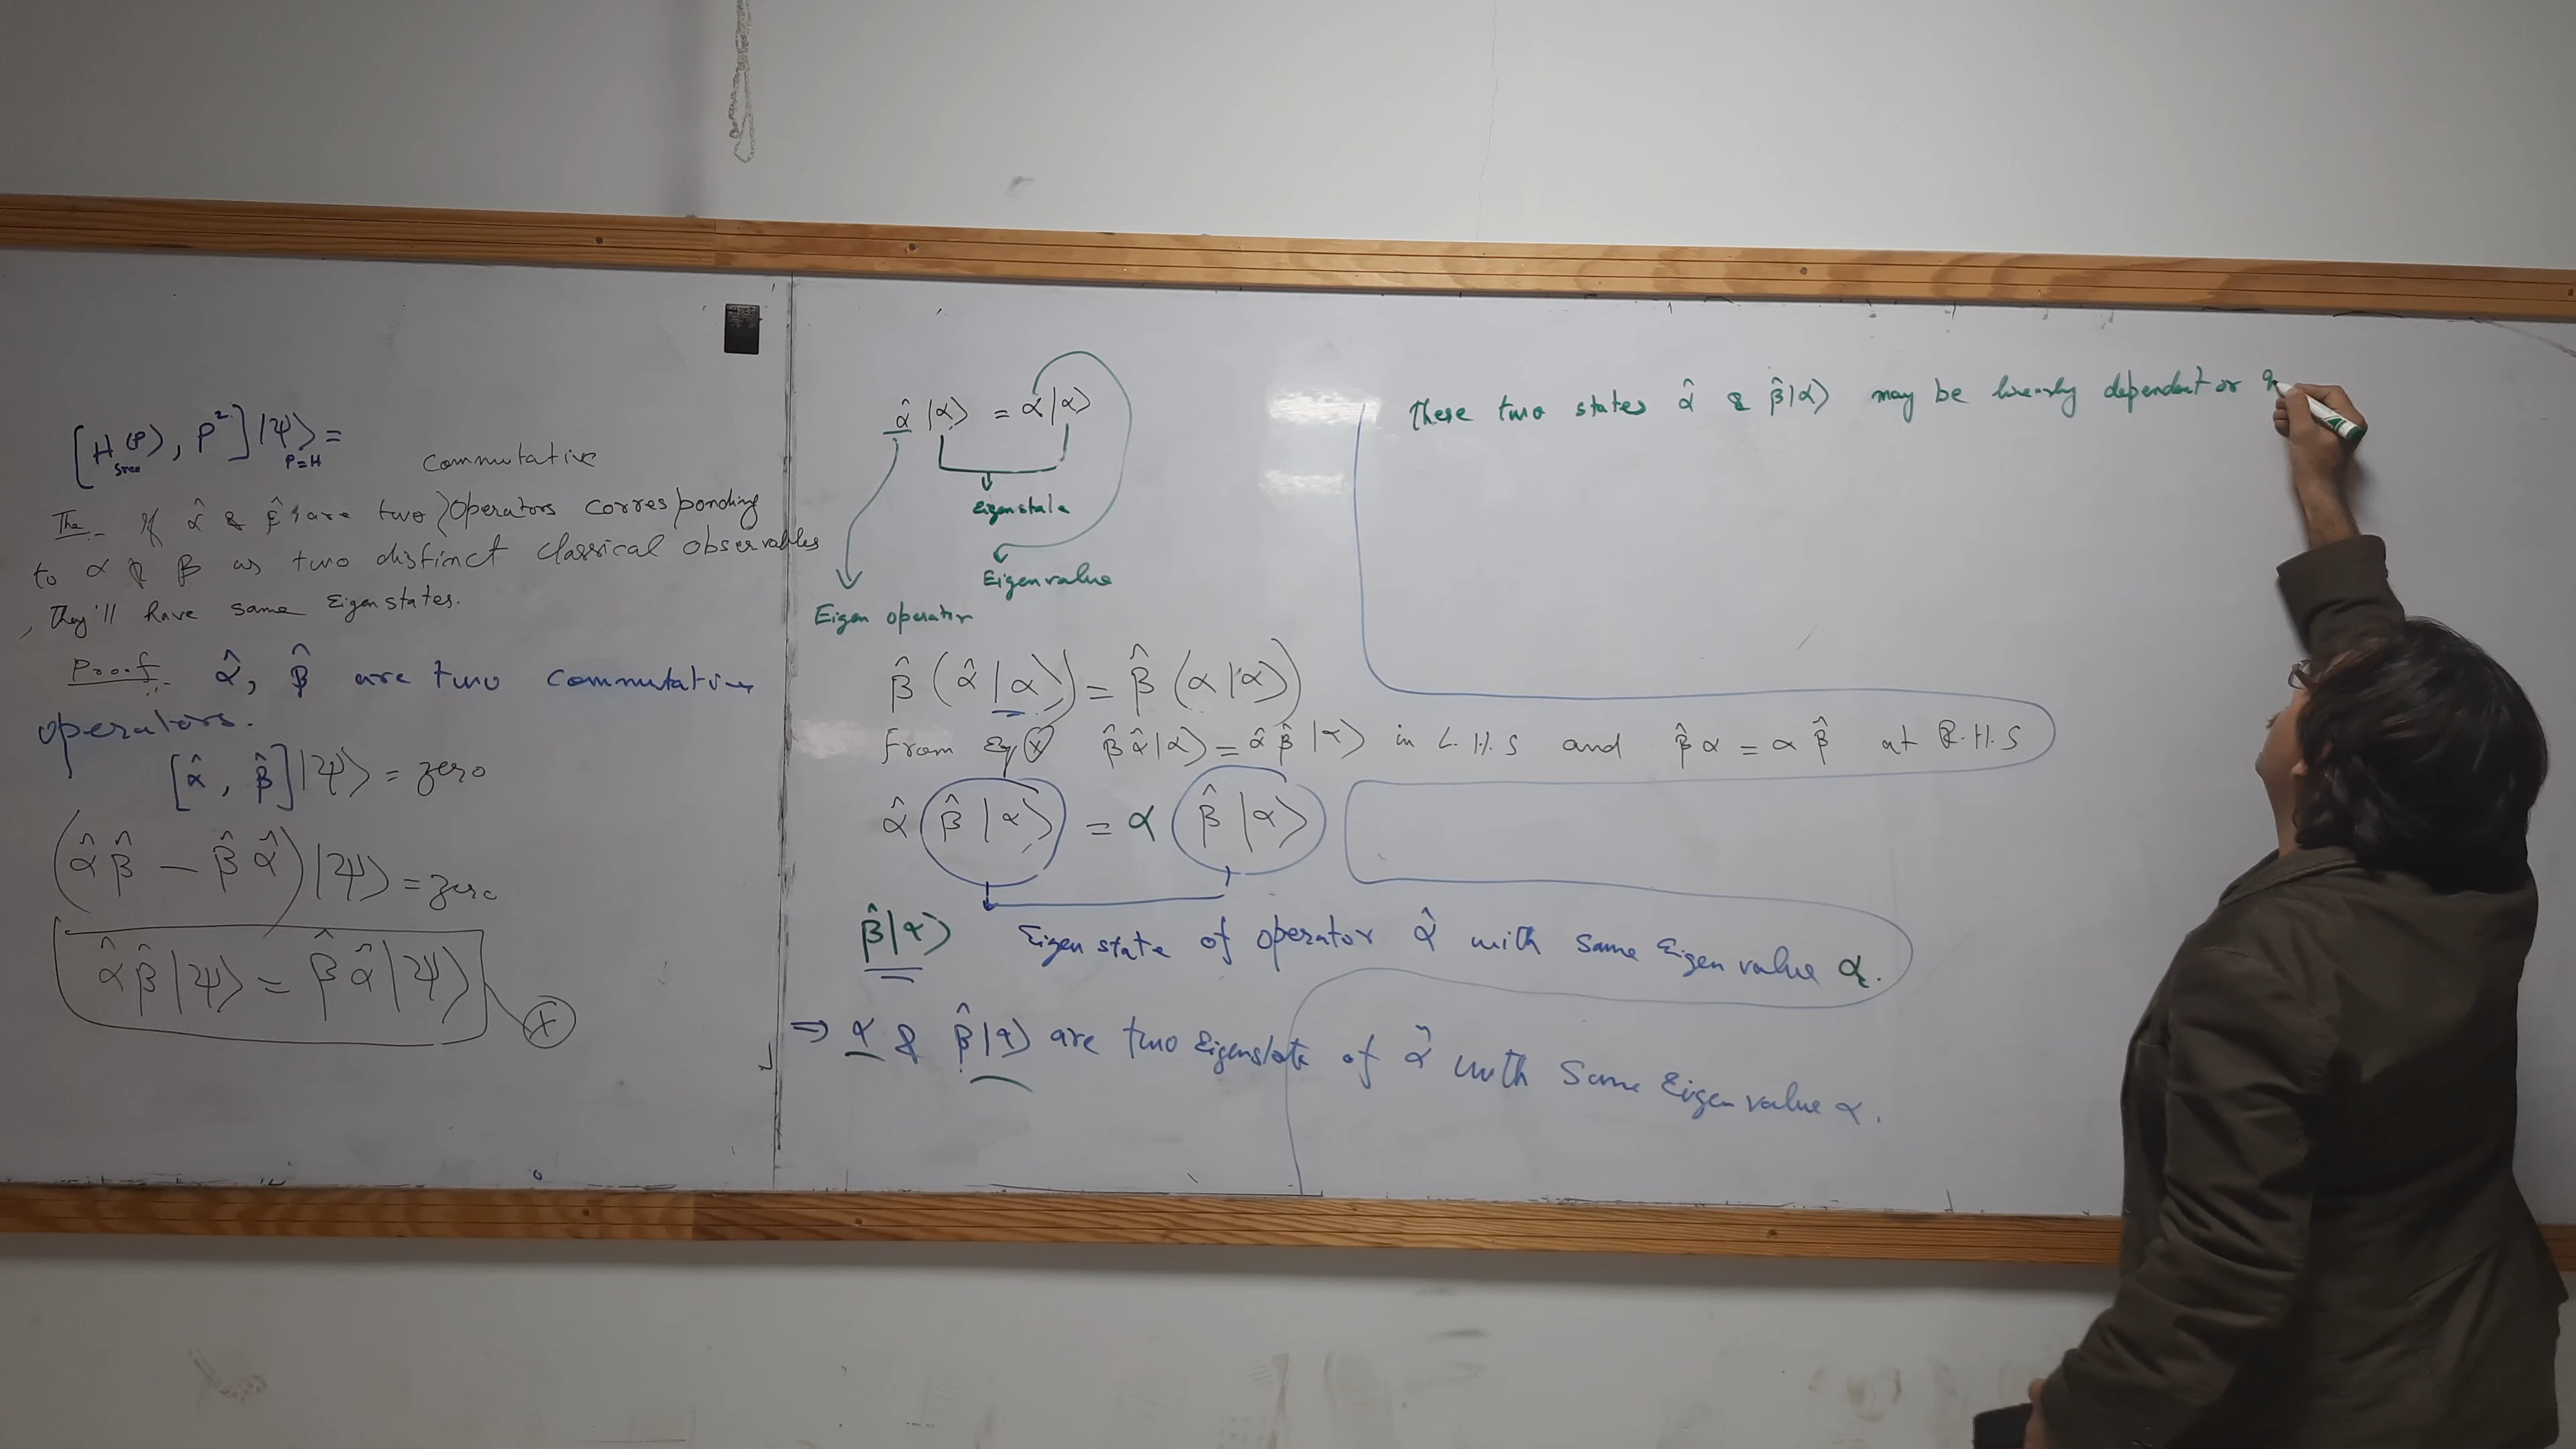 [H(P), P²] |ψ⟩ =
P=H
Commutative
The. If α̂ & β̂ are two operators corresponding
to α & β as two distinct classical observables
, They'll have same Eigen states.
Proof:- α̂, β̂ are two commutative
operators.
[α̂, β̂] |ψ⟩ = zero
(α̂β̂ − β̂α̂) |ψ⟩ = zero
α̂β̂|ψ⟩ = β̂α̂|ψ⟩
α̂ |α⟩ = α |α⟩
Eigenstate
Eigenvalue
Eigen operator
β̂ (α̂ |α⟩) = β̂ (α |α⟩)
From Eq Ⓧ β̂α̂|α⟩ = α̂β̂|α⟩ in L.H.S and β̂α = αβ̂ at R.H.S
α̂ β̂ |α⟩ = α β̂ |α⟩
β̂|α⟩ Eigen state of operator α̂ with same Eigen value α.
⇒ α & β̂|α⟩ are two Eigenstate of α̂ with Same Eigen value α.
These two states α̂ & β̂|α⟩ may be linearly dependent or